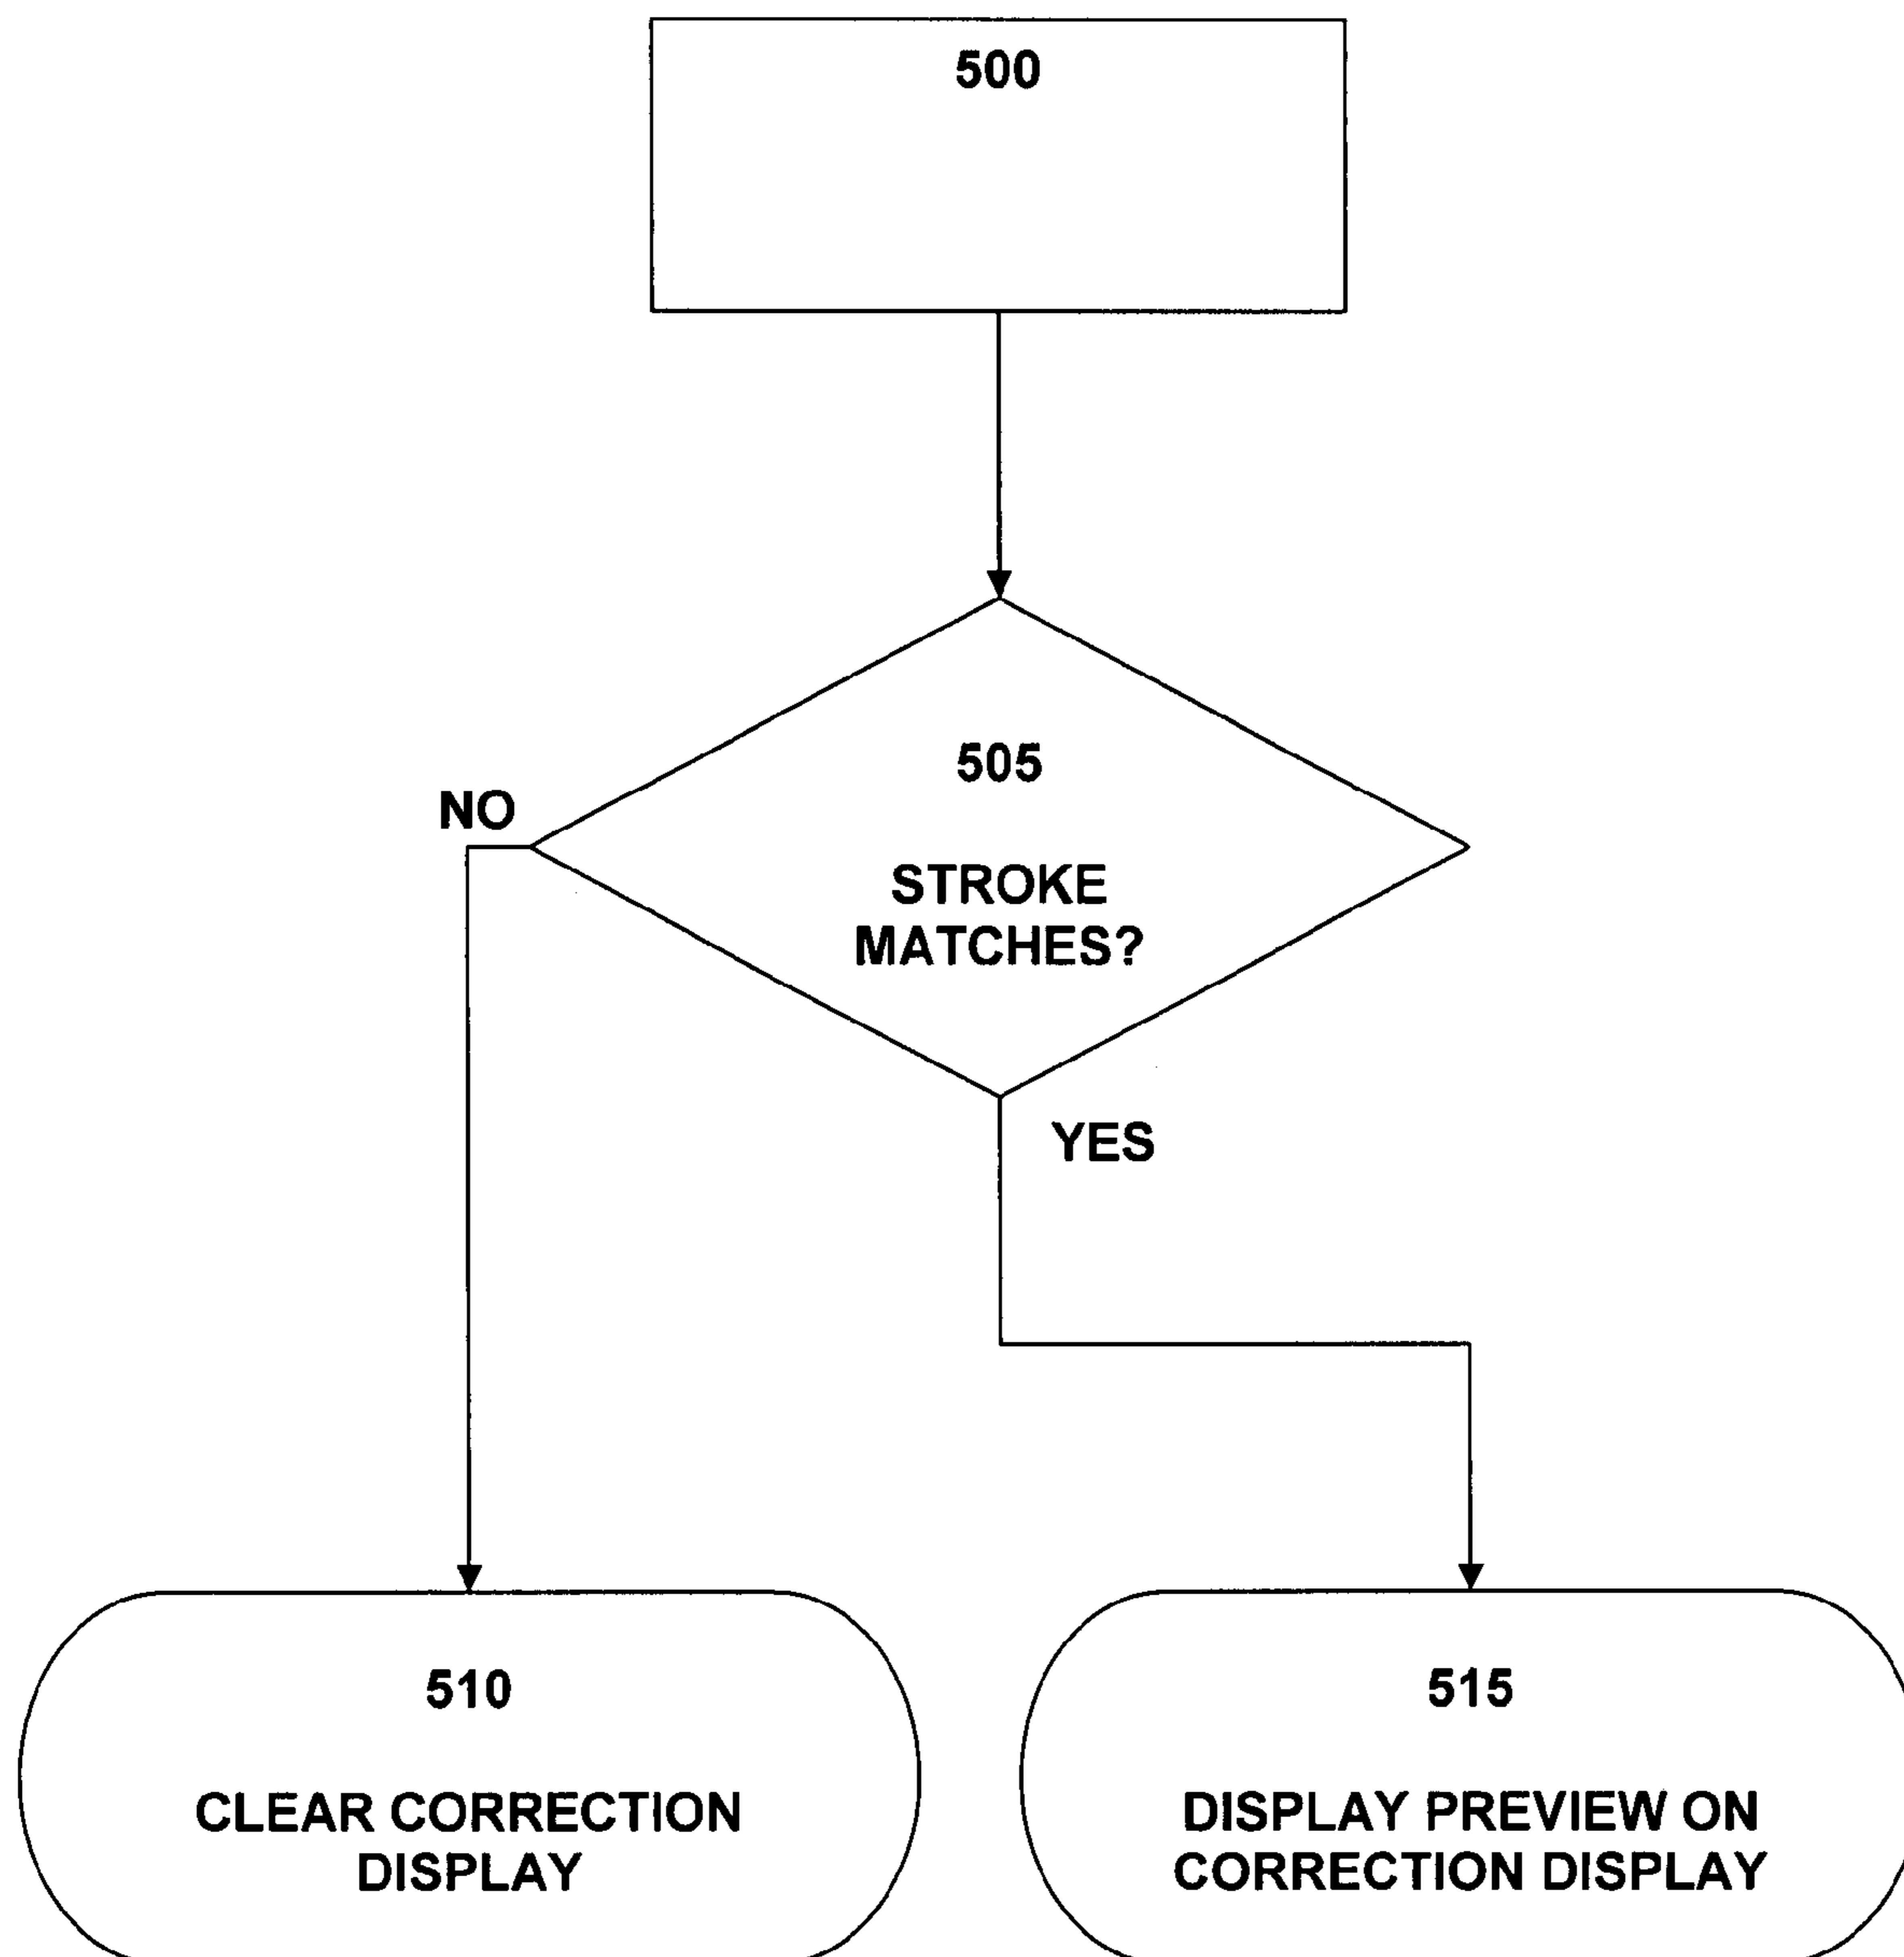 500
505
NO
STROKE
MATCHES?
YES
510
CLEAR CORRECTION
DISPLAY
515
DISPLAY PREVIEW ON
CORRECTION DISPLAY